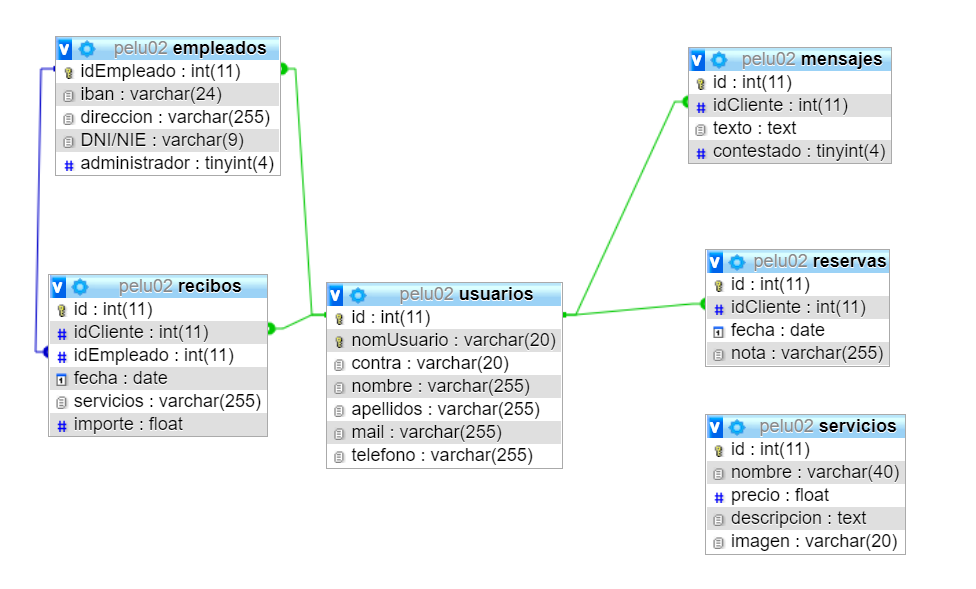 pelu02 empleados
idEmpleado : int(11)
iban : varchar(24)
direccion : varchar(255)
DNI/NIE : varchar(9)
administrador : tinyint(4)
pelu02 recibos
id : int(11)
idCliente : int(11)
idEmpleado : int(11)
fecha : date
servicios : varchar(255)
importe : float
pelu02 usuarios
id : int(11)
nomUsuario : varchar(20)
contra : varchar(20)
nombre : varchar(255)
apellidos : varchar(255)
mail : varchar(255)
telefono : varchar(255)
pelu02 mensajes
id : int(11)
idCliente : int(11)
texto : text
contestado : tinyint(4)
pelu02 reservas
id : int(11)
idCliente : int(11)
fecha : date
nota : varchar(255)
pelu02 servicios
id : int(11)
nombre : varchar(40)
precio : float
descripcion : text
imagen : varchar(20)